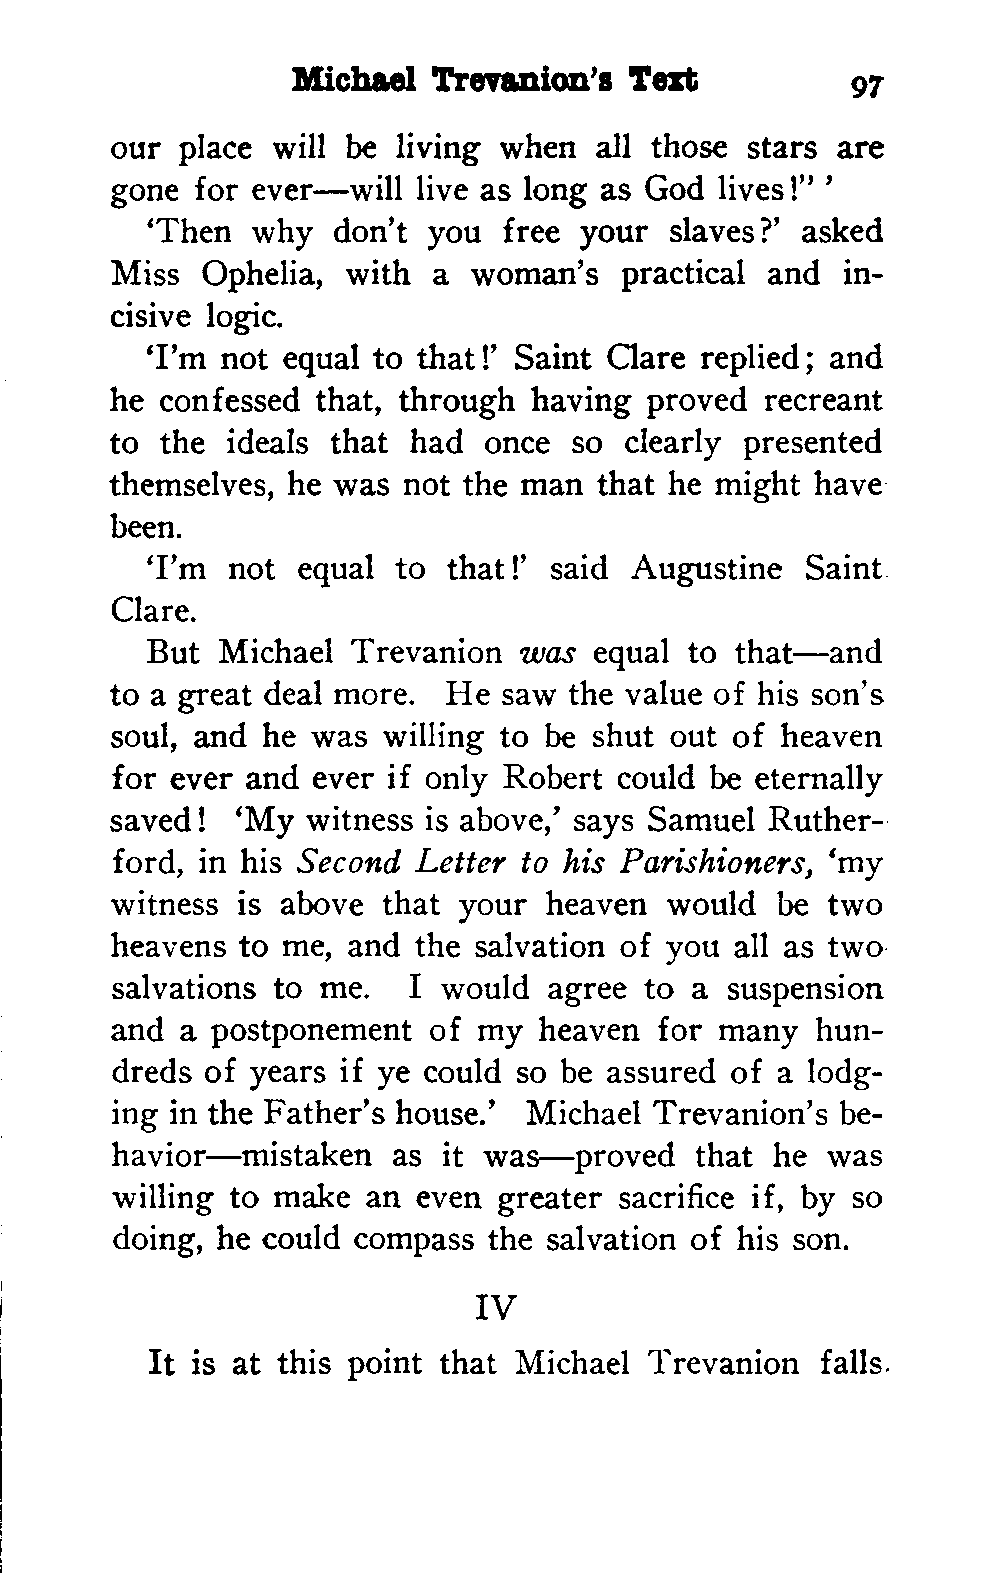 Michael Trevanion's Text 97
our place will be living when all those stars are
gone for ever—will live as long as God lives!" '
'Then why don't you free your slaves?' asked
Miss Ophelia, with a woman's practical and in-
cisive logic.
'I'm not equal to that!' Saint Clare replied; and
he confessed that, through having proved recreant
to the ideals that had once so clearly presented
themselves, he was not the man that he might have
been.
'I'm not equal to that!' said Augustine Saint
Clare.
But Michael Trevanion was equal to that—and
to a great deal more. He saw the value of his son's
soul, and he was willing to be shut out of heaven
for ever and ever if only Robert could be eternally
saved! 'My witness is above,' says Samuel Ruther-
ford, in his Second Letter to his Parishioners, 'my
witness is above that your heaven would be two
heavens to me, and the salvation of you all as two
salvations to me. I would agree to a suspension
and a postponement of my heaven for many hun-
dreds of years if ye could so be assured of a lodg-
ing in the Father's house.' Michael Trevanion's be-
havior—mistaken as it was—proved that he was
willing to make an even greater sacrifice if, by so
doing, he could compass the salvation of his son.
IV
It is at this point that Michael Trevanion falls.